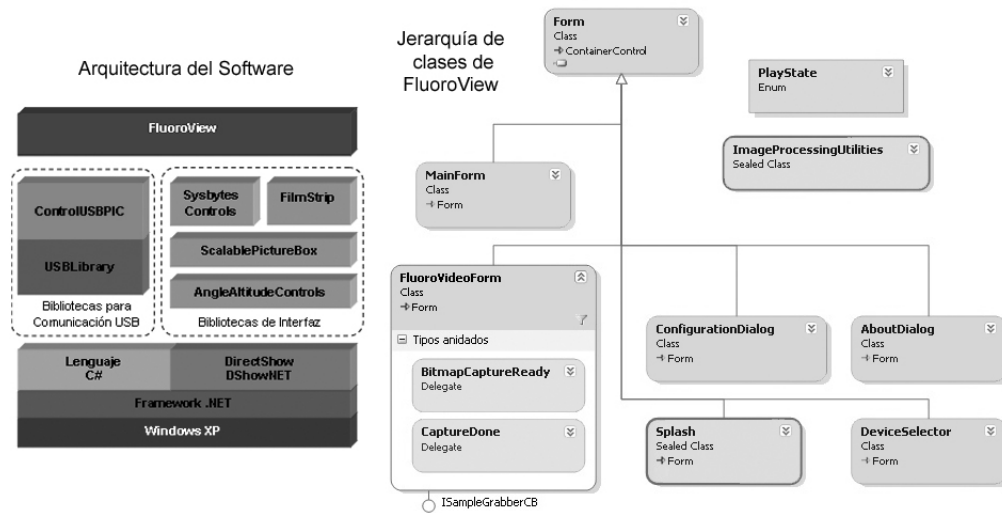 Arquitectura del Software
FluoroView
ControlUSBPIC
USBLibrary
Bibliotecas para
Comunicación USB
Sysbytes
Controls
FilmStrip
ScalablePictureBox
AngleAltitudeControls
Bibliotecas de Interfaz
Lenguaje
C#
DirectShow
DShowNET
Framework .NET
Windows XP
Jerarquía de
clases de
FluoroView
Form
Class
ContainerControl
PlayState
Enum
ImageProcessingUtilities
Sealed Class
MainForm
Class
Form
FluoroVideoForm
Class
Form
Tipos anidados
BitmapCaptureReady
Delegate
CaptureDone
Delegate
ISampleGrabberCB
ConfigurationDialog
Class
Form
AboutDialog
Class
Form
Splash
Sealed Class
Form
DeviceSelector
Class
Form